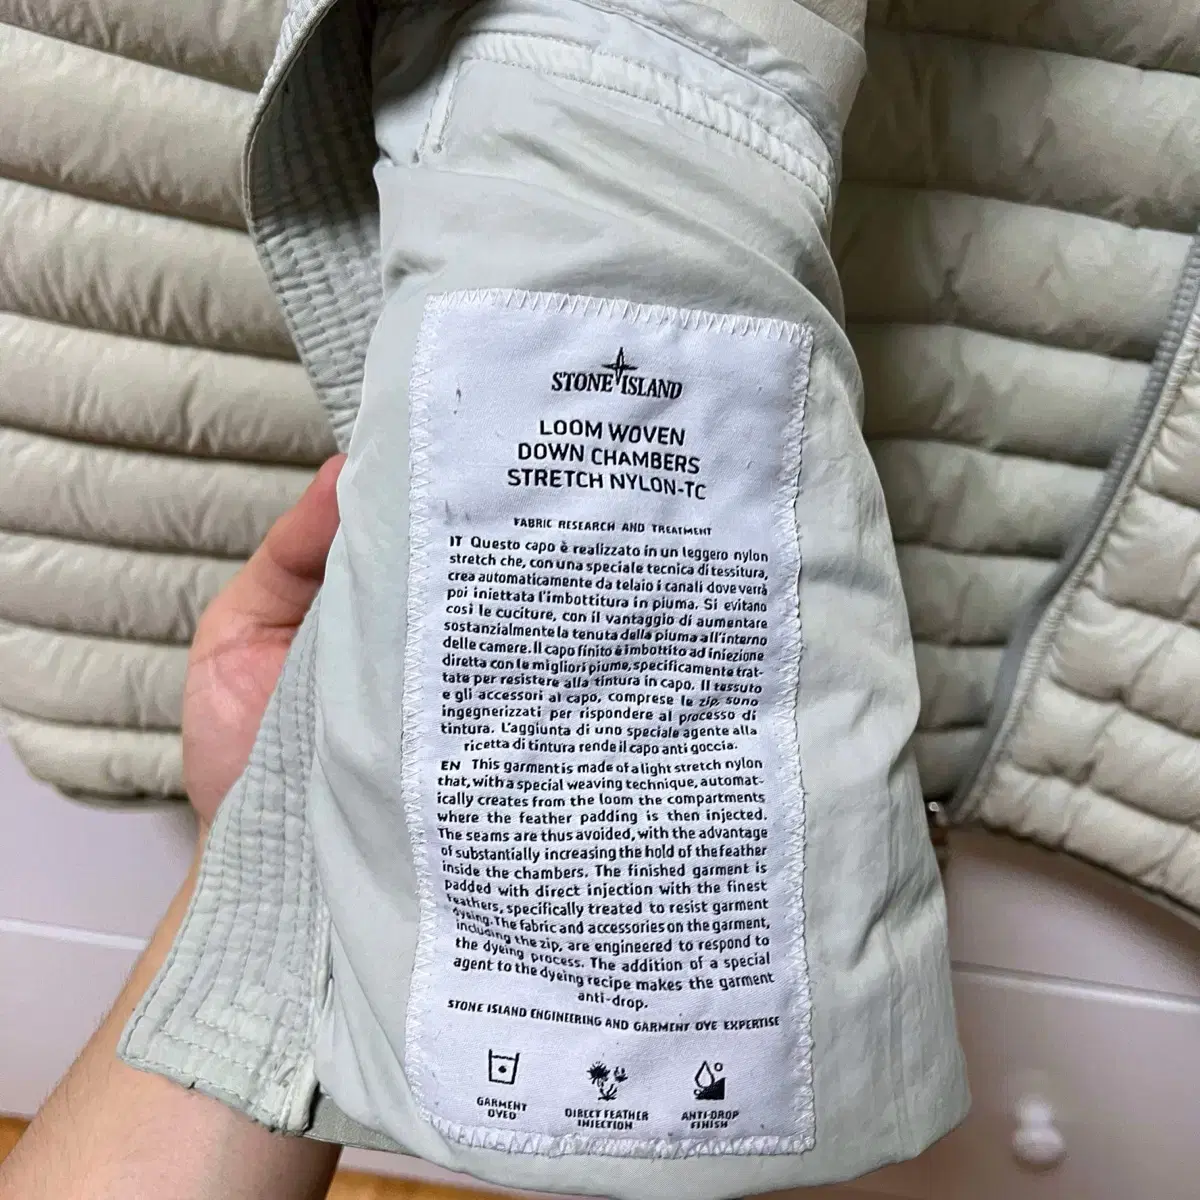 STONE ISLAND
LOOM WOVEN
DOWN CHAMBERS
STRETCH NYLON-TC
FABRIC RESEARCH AND TREATMENT
IT Questo capo è realizzato in un leggero nylon
stretch che, con una speciale tecnica di tessitura,
crea automaticamente da telaio i canali dove verrà
poi iniettata l'imbottitura in piuma. Si evitano
così le cuciture, con il vantaggio di aumentare
sostanzialmente la tenuta della piuma all'interno
delle camere. Il capo finito è imbottito ad iniezione
diretta con le migliori piume, specificamente trat-
tate per resistere alla tintura in capo. Il tessuto
e gli accessori al capo, comprese le zip, sono
ingegnerizzati per rispondere al processo di
tintura. L'aggiunta di uno speciale agente alla
ricetta di tintura rende il capo anti goccia.
EN This garment is made of a light stretch nylon
that, with a special weaving technique, automat-
ically creates from the loom the compartments
where the feather padding is then injected.
The seams are thus avoided, with the advantage
of substantially increasing the hold of the feather
inside the chambers. The finished garment is
padded with direct injection with the finest
feathers, specifically treated to resist garment
dyeing. The fabric and accessories on the garment,
including the zip, are engineered to respond to
the dyeing process. The addition of a special
agent to the dyeing recipe makes the garment
anti-drop.
STONE ISLAND ENGINEERING AND GARMENT DYE EXPERTISE
GARMENT
DYED
DIRECT FEATHER
INJECTION
ANTI-DROP
FINISH